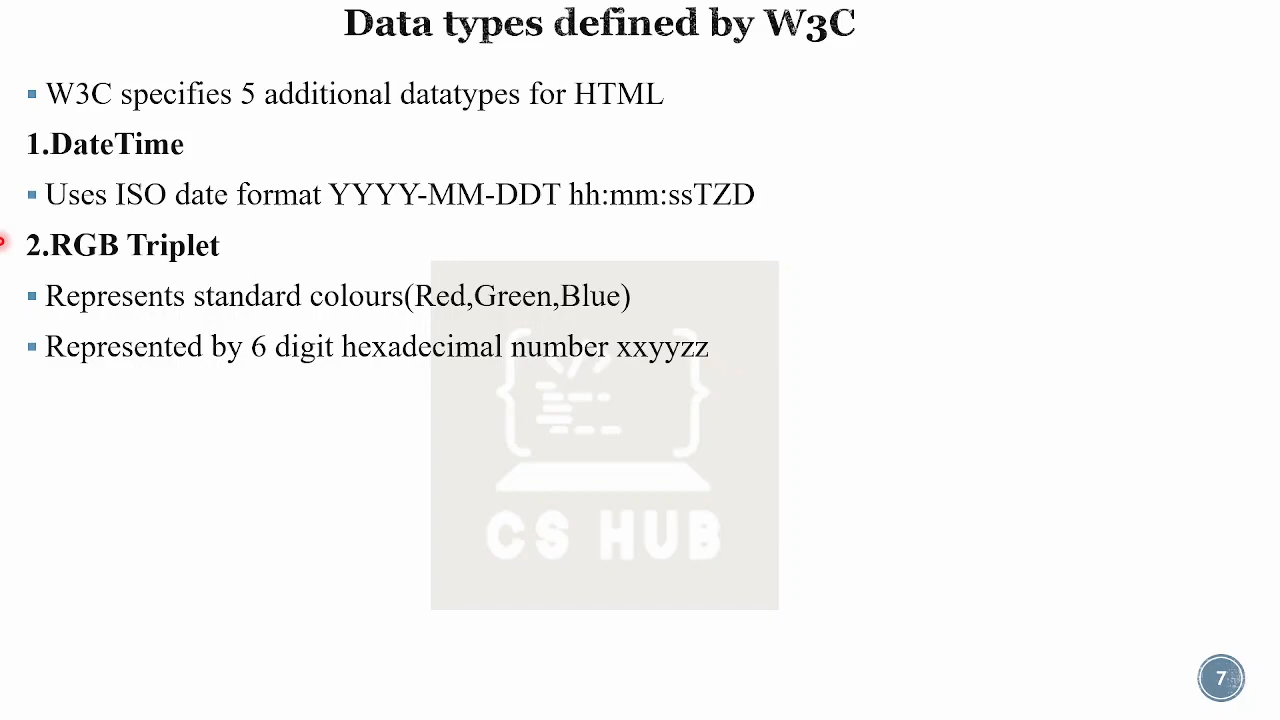 Data types defined by W3C
▪ W3C specifies 5 additional datatypes for HTML
1.DateTime
▪ Uses ISO date format YYYY-MM-DDT hh:mm:ssTZD
2.RGB Triplet
▪ Represents standard colours(Red,Green,Blue)
▪ Represented by 6 digit hexadecimal number xxyyzz
CS HUB
7